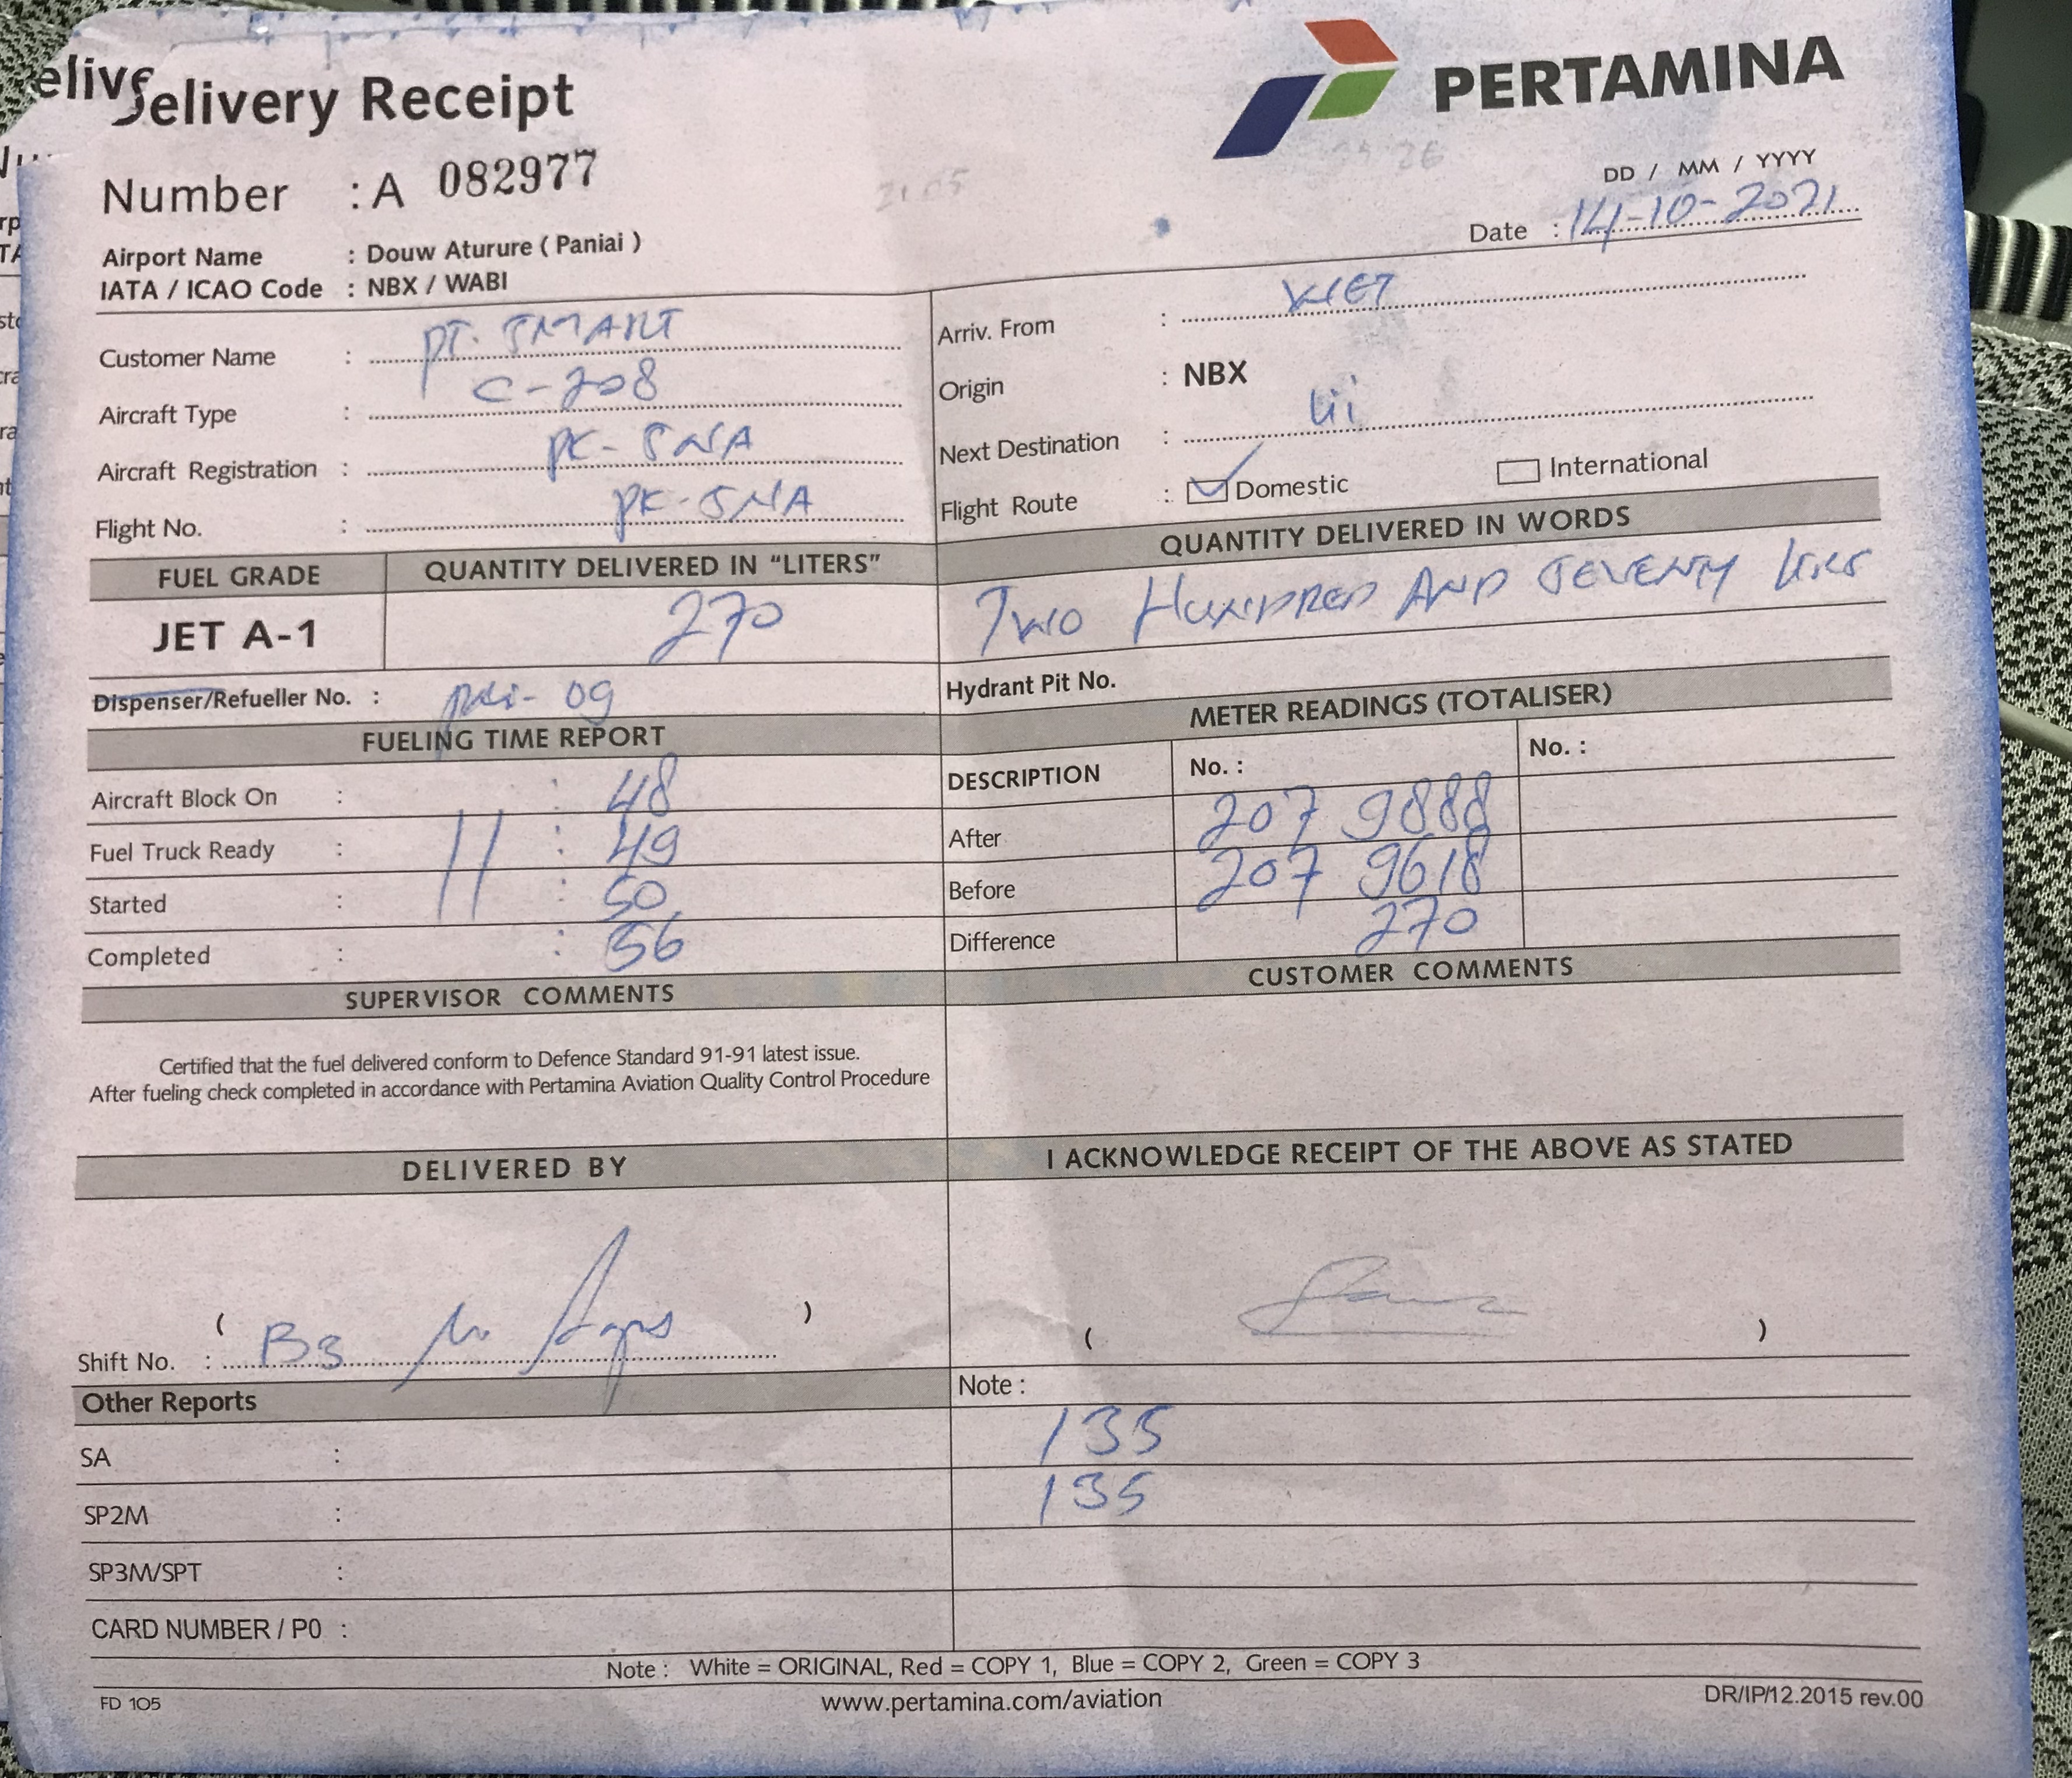 Delivery Receipt
PERTAMINA
Number : A 082977
DD / MM / YYYY
Date : 14-10-2021
Airport Name : Douw Aturure ( Paniai )
IATA / ICAO Code : NBX / WABI
Customer Name : PT. SMART
Aircraft Type : C-208
Aircraft Registration : PK-SNA
Flight No. : PK-SNA
Arriv. From :
Origin : NBX
Next Destination :
Flight Route : Domestic International
FUEL GRADE QUANTITY DELIVERED IN “LITERS” QUANTITY DELIVERED IN WORDS
JET A-1 270 TWO HUNDRED AND SEVENTY
Dispenser/Refueller No. : 09
Hydrant Pit No.
FUELING TIME REPORT
Aircraft Block On : : 48
Fuel Truck Ready : 11 : 49
Started : : 50
Completed : : 56
METER READINGS (TOTALISER)
DESCRIPTION No. : No. :
After 207 9888
Before 207 9618
Difference 270
SUPERVISOR COMMENTS
Certified that the fuel delivered conform to Defence Standard 91-91 latest issue.
After fueling check completed in accordance with Pertamina Aviation Quality Control Procedure
CUSTOMER COMMENTS
DELIVERED BY
( )
Shift No. : B3
I ACKNOWLEDGE RECEIPT OF THE ABOVE AS STATED
( )
Other Reports
SA :
SP2M :
SP3M/SPT :
CARD NUMBER / P0 :
Note :
135
135
Note : White = ORIGINAL, Red = COPY 1, Blue = COPY 2, Green = COPY 3
FD 105 www.pertamina.com/aviation DR/IP/12.2015 rev.00